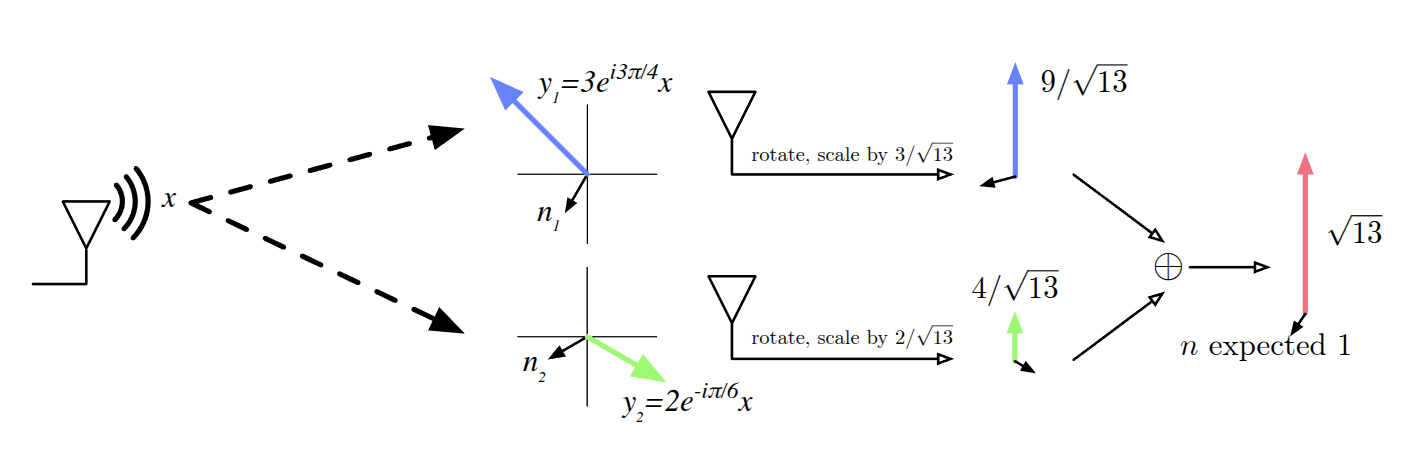 x
y₁=3e^{i3π/4}x
n₁
rotate, scale by 3/√13
9/√13
n₂
y₂=2e^{-iπ/6}x
rotate, scale by 2/√13
4/√13
⊕
√13
n expected 1